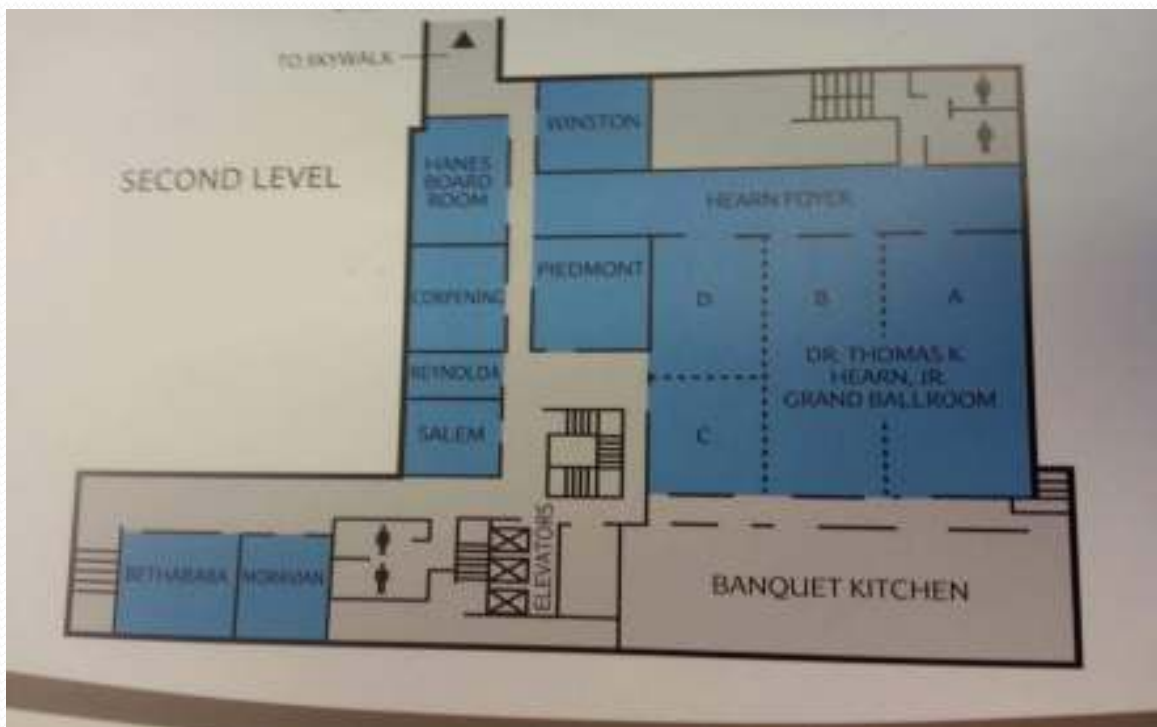 TO SKYWALK
SECOND LEVEL
WINSTON
HANES
BOARD
ROOM
HEARN FOYER
PIEDMONT
CORPENING
D
B
A
DR. THOMAS K.
HEARN, JR.
GRAND BALLROOM
REYNOLDA
SALEM
C
ELEVATORS
BETHABARA
MORAVIAN
BANQUET KITCHEN